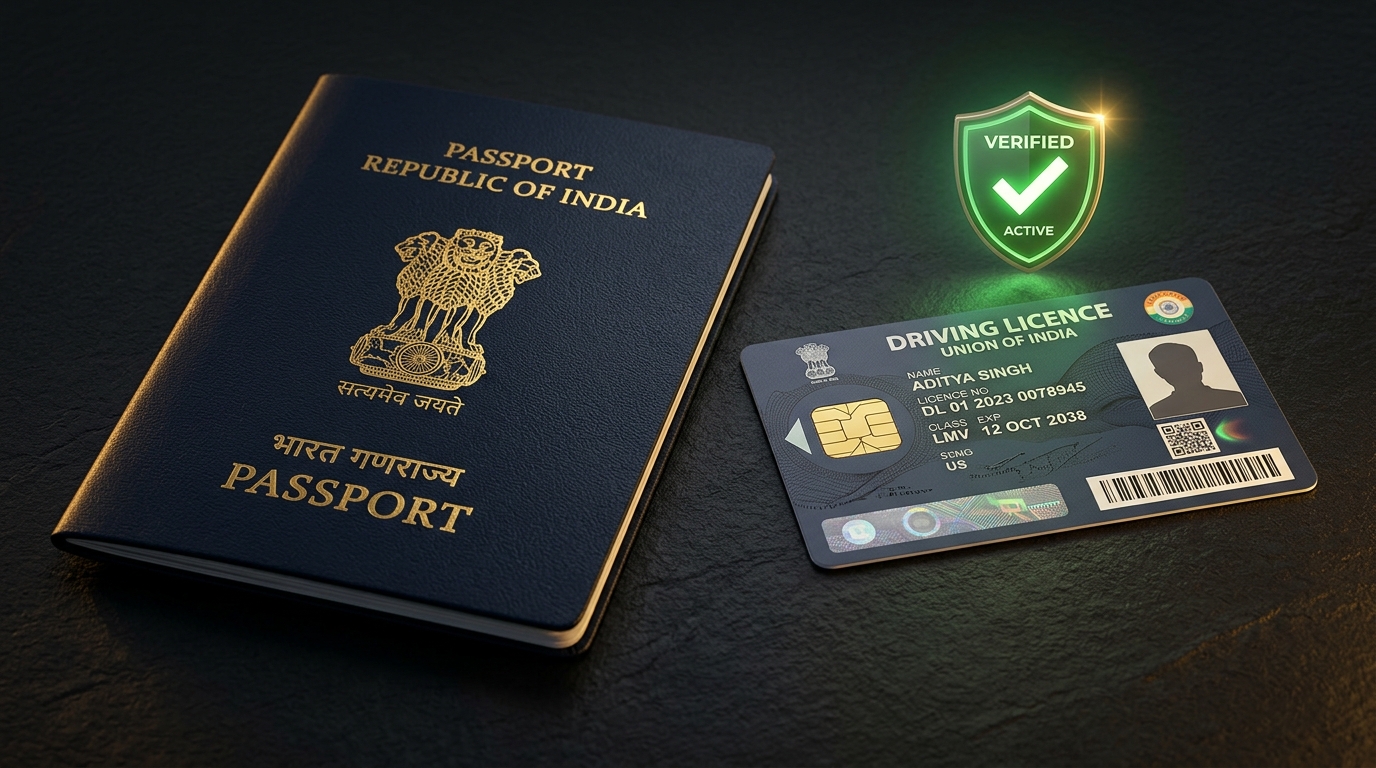 PASSPORT
REPUBLIC OF INDIA
सत्यमेव जयते
भारत गणराज्य
PASSPORT
VERIFIED
ACTIVE
DRIVING LICENCE
UNION OF INDIA
NAME
ADITYA SINGH
LICENCE NO
DL 01 2023 0078945
CLASS EXP
LMV 12 OCT 2038
US